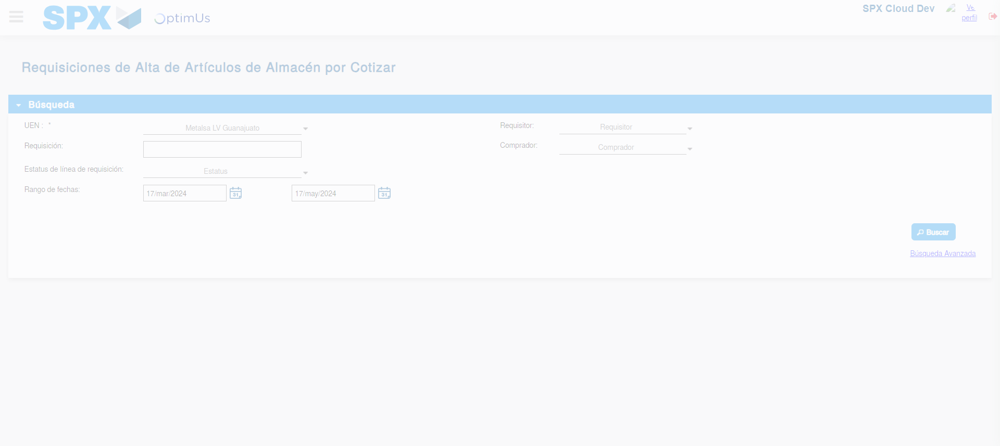 SPX
OptimUs
SPX Cloud Dev
perfil
Requisiciones de Alta de Artículos de Almacén por Cotizar
Búsqueda
UEN : *
Metalsa LV Guanajuato
Requisitor:
Requisitor
Requisición:
Comprador:
Comprador
Estatus de línea de requisición:
Estatus
Rango de fechas:
17/mar/2024
31
17/may/2024
31
Buscar
Búsqueda Avanzada